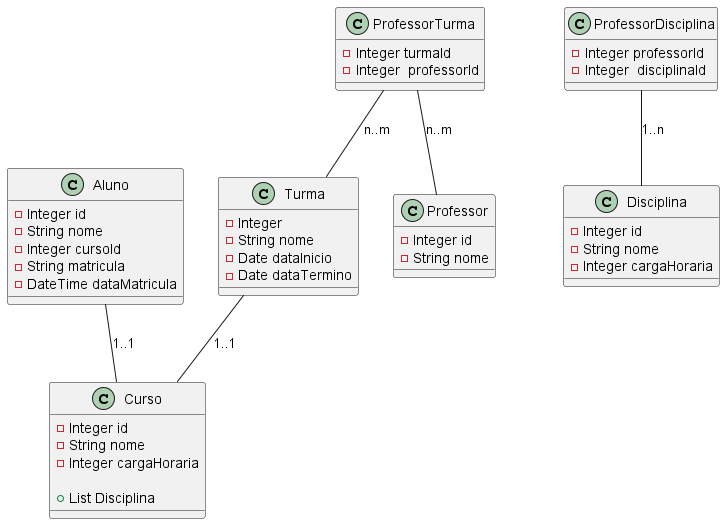 C ProfessorTurma
Integer turmaId
Integer  professorId
C ProfessorDisciplina
Integer professorId
Integer  disciplinaId
n..m
n..m
1..n
C Aluno
Integer id
String nome
Integer cursoId
String matricula
DateTime dataMatricula
C Turma
Integer
String nome
Date dataInicio
Date dataTermino
C Professor
Integer id
String nome
C Disciplina
Integer id
String nome
Integer cargaHoraria
1..1
1..1
C Curso
Integer id
String nome
Integer cargaHoraria
List Disciplina